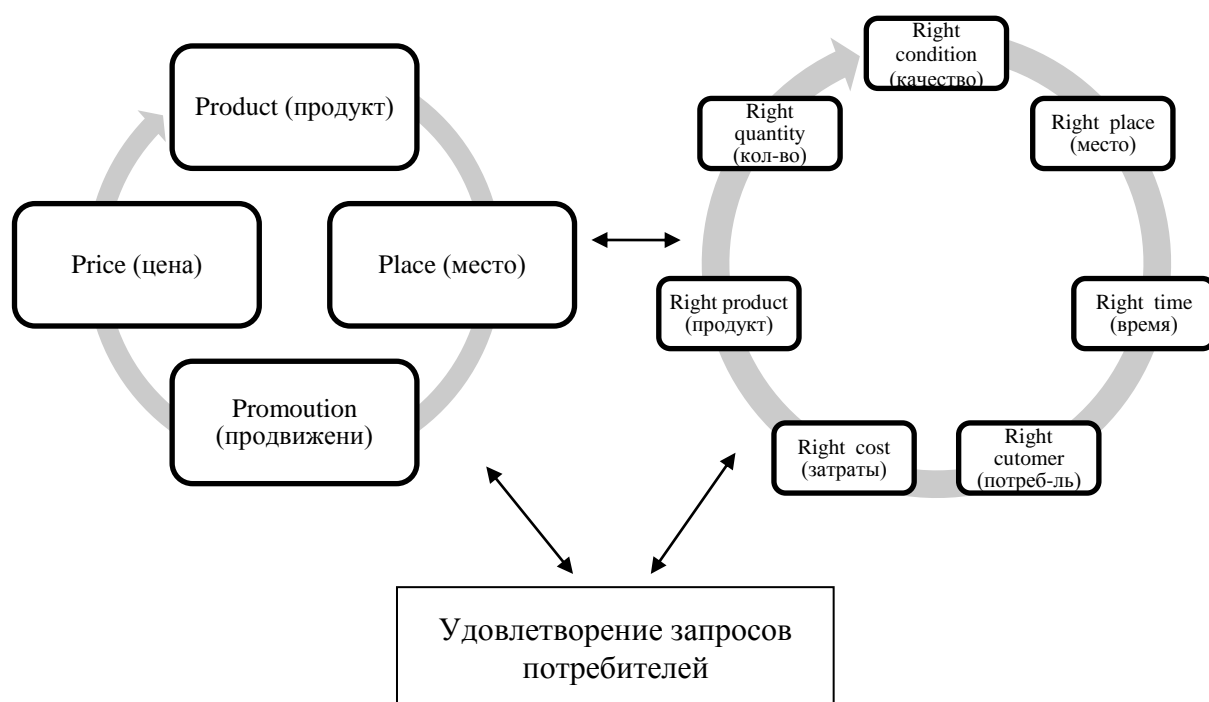 Product (продукт)
Price (цена)
Place (место)
Promoution
(продвижени)
Right
condition
(качество)
Right
quantity
(кол-во)
Right place
(место)
Right product
(продукт)
Right time
(время)
Right cost
(затраты)
Right
cutomer
(потреб-ль)
Удовлетворение запросов
потребителей